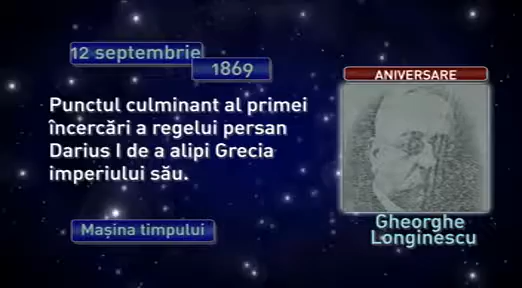 12 septembrie
1869
ANIVERSARE
Punctul culminant al primei
încercări a regelui persan
Darius I de a alipi Grecia
imperiului său.
Gheorghe
Longinescu
Mașina timpului